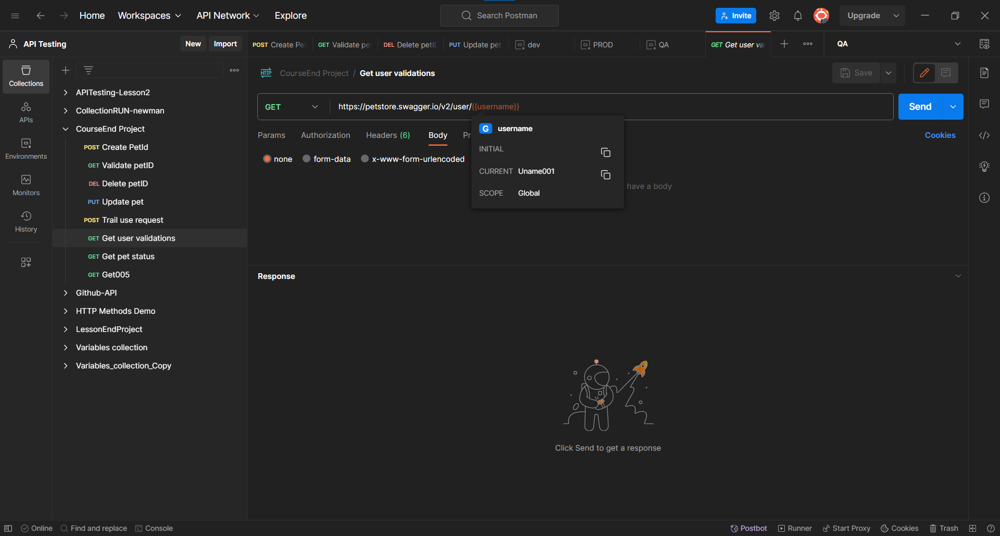 Home Workspaces API Network Explore Search Postman Invite Upgrade
API Testing New Import
POST Create Pe GET Validate pe DEL Delete petI PUT Update pet dev PROD QA GET Get user va QA
Collections
APIs
Environments
Monitors
History
APITesting-Lesson2
CollectionRUN-newman
CourseEnd Project
POST Create PetId
GET Validate petID
DEL Delete petID
PUT Update pet
POST Trail use request
GET Get user validations
GET Get pet status
GET Get005
Github-API
HTTP Methods Demo
LessonEndProject
Variables collection
Variables_collection_Copy
HTTP CourseEnd Project / Get user validations Save
GET https://petstore.swagger.io/v2/user/{{username}} Send
Params Authorization Headers (6) Body Pr Cookies
none form-data x-www-form-urlencoded
G username
INITIAL
CURRENT Uname001
SCOPE Global
have a body
Response
Click Send to get a response
Online Find and replace Console Postbot Runner Start Proxy Cookies Trash